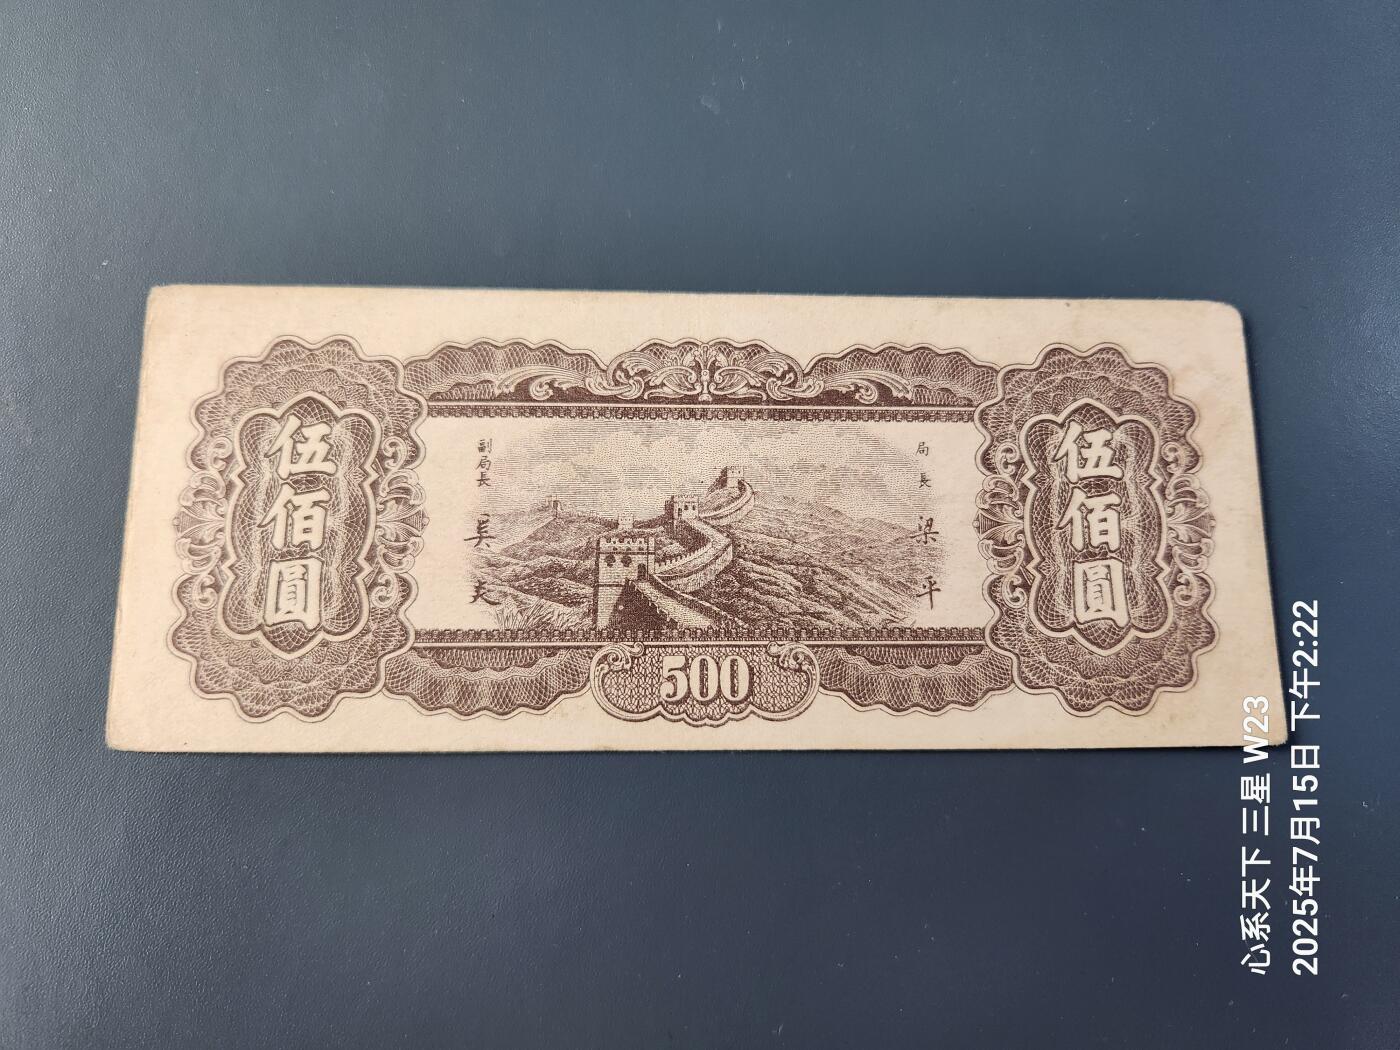 伍佰圓
副局長
吴夫
局長
梁平
伍佰圓
500
心系天下 三星 W23
2025年7月15日 下午2:22